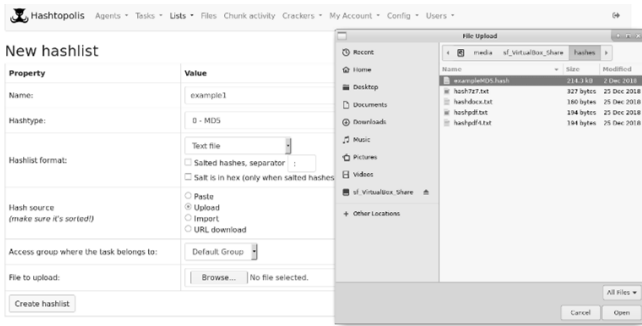 Hashtopolis Agents Tasks Lists Files Chunk activity Crackers My Account Config Users
New hashlist
Property Value
Name: example1
Hashtype: 0 - MD5
Hashlist format: Text file
Salted hashes, separator :
Salt is in hex (only when salted hashes
Hash source
(make sure it's sorted!)
Paste
Upload
Import
URL download
Access group where the task belongs to: Default Group
File to upload: Browse... No file selected.
Create hashlist
File Upload
Recent
Home
Desktop
Documents
Downloads
Music
Pictures
Videos
sf_VirtualBox_Share
+ Other Locations
media sf_VirtualBox_Share hashes
Name Size Modified
exampleMD5.hash 214.3 kB 2 Dec 2018
hash7z7.txt 327 bytes 25 Dec 2018
hashdocx.txt 160 bytes 25 Dec 2018
hashpdf.txt 194 bytes 25 Dec 2018
hashpdf4.txt 194 bytes 25 Dec 2018
All Files
Cancel Open